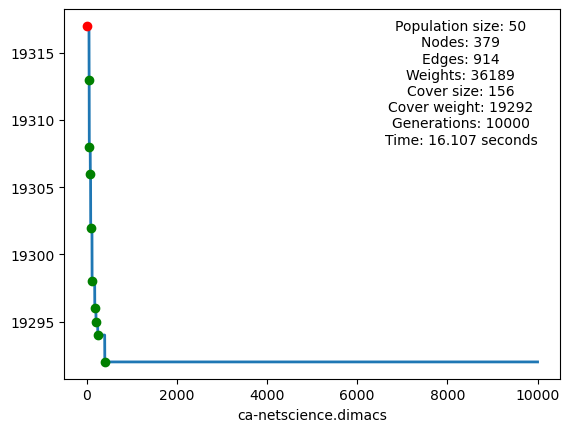 Population size: 50
Nodes: 379
Edges: 914
Weights: 36189
Cover size: 156
Cover weight: 19292
Generations: 10000
Time: 16.107 seconds
19315
19310
19305
19300
19295
0 2000 4000 6000 8000 10000
ca-netscience.dimacs